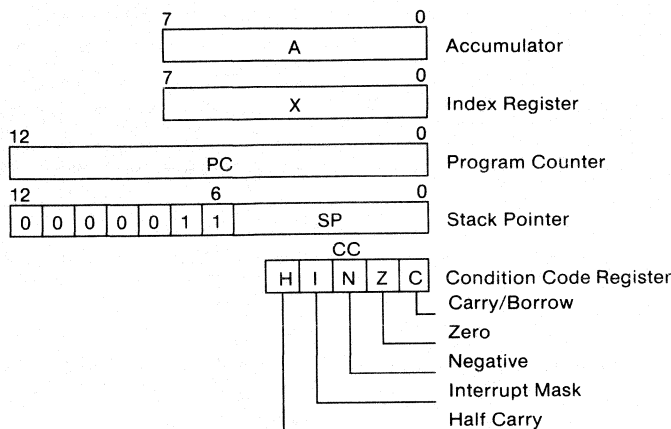 7 0
A Accumulator
7 0
X Index Register
12 0
PC Program Counter
12 6 0
0 0 0 0 0 1 1 SP Stack Pointer
CC
H I N Z C Condition Code Register
Carry/Borrow
Zero
Negative
Interrupt Mask
Half Carry